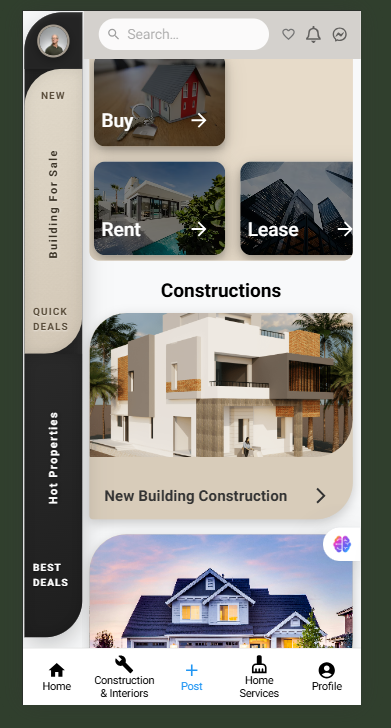 Search...
NEW
Building For Sale
QUICK
DEALS
Hot Properties
BEST
DEALS
Buy
Rent
Lease
Constructions
New Building Construction
Home
Construction
& Interiors
Post
Home
Services
Profile